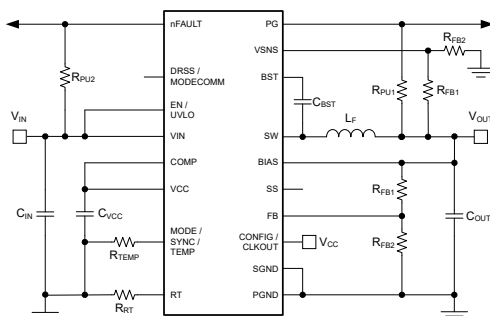 nFAULT
PG
RPU2
VSNS
RFB2
DRSS /
MODECOMM
BST
CBST
RPU1
RFB1
EN /
UVLO
VIN
VIN
SW
LF
VOUT
COMP
BIAS
VCC
SS
RFB1
CIN
CVCC
FB
COUT
MODE /
SYNC /
TEMP
RTEMP
CONFIG /
CLKOUT
VCC
RFB2
SGND
RT
RRT
PGND